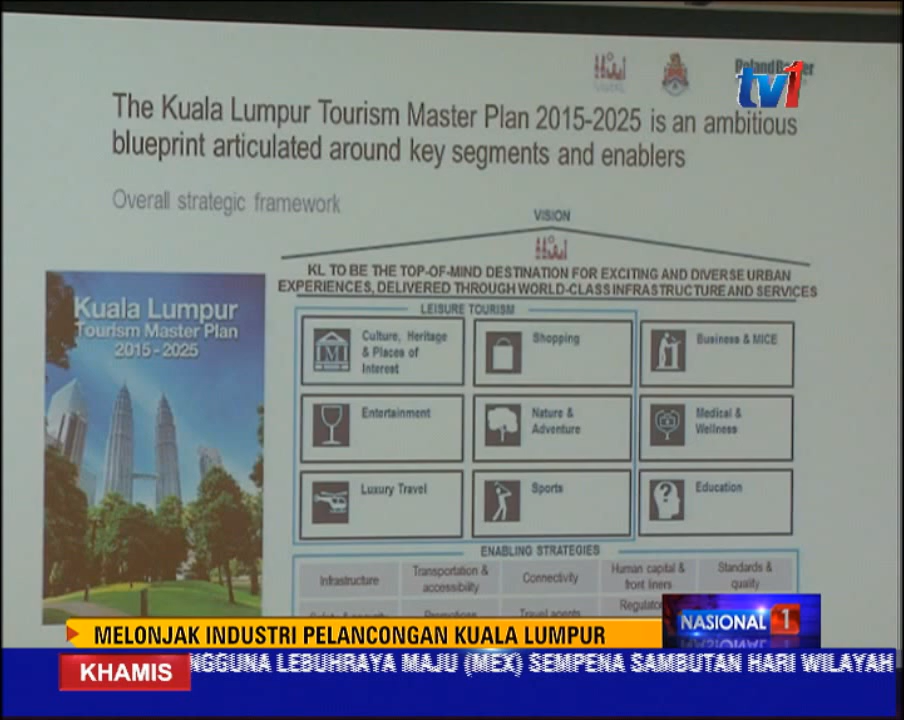 tv1
The Kuala Lumpur Tourism Master Plan 2015-2025 is an ambitious
blueprint articulated around key segments and enablers
Overall strategic framework
VISION
KL TO BE THE TOP-OF-MIND DESTINATION FOR EXCITING AND DIVERSE URBAN
EXPERIENCES, DELIVERED THROUGH WORLD-CLASS INFRASTRUCTURE AND SERVICES
Kuala Lumpur
Tourism Master Plan
2015 - 2025
LEISURE TOURISM
Culture, Heritage
& Places of
Interest
Shopping
Business & MICE
Entertainment
Nature &
Adventure
Medical &
Wellness
Luxury Travel
Sports
Education
ENABLING STRATEGIES
Infrastructure
Transportation &
accessibility
Connectivity
Human capital &
front liners
Standards &
quality
Promotions
Travel agents
MELONJAK INDUSTRI PELANCONGAN KUALA LUMPUR
NASIONAL 1
KHAMIS
NGGUNA LEBUHRAYA MAJU (MEX) SEMPENA SAMBUTAN HARI WILAYAH